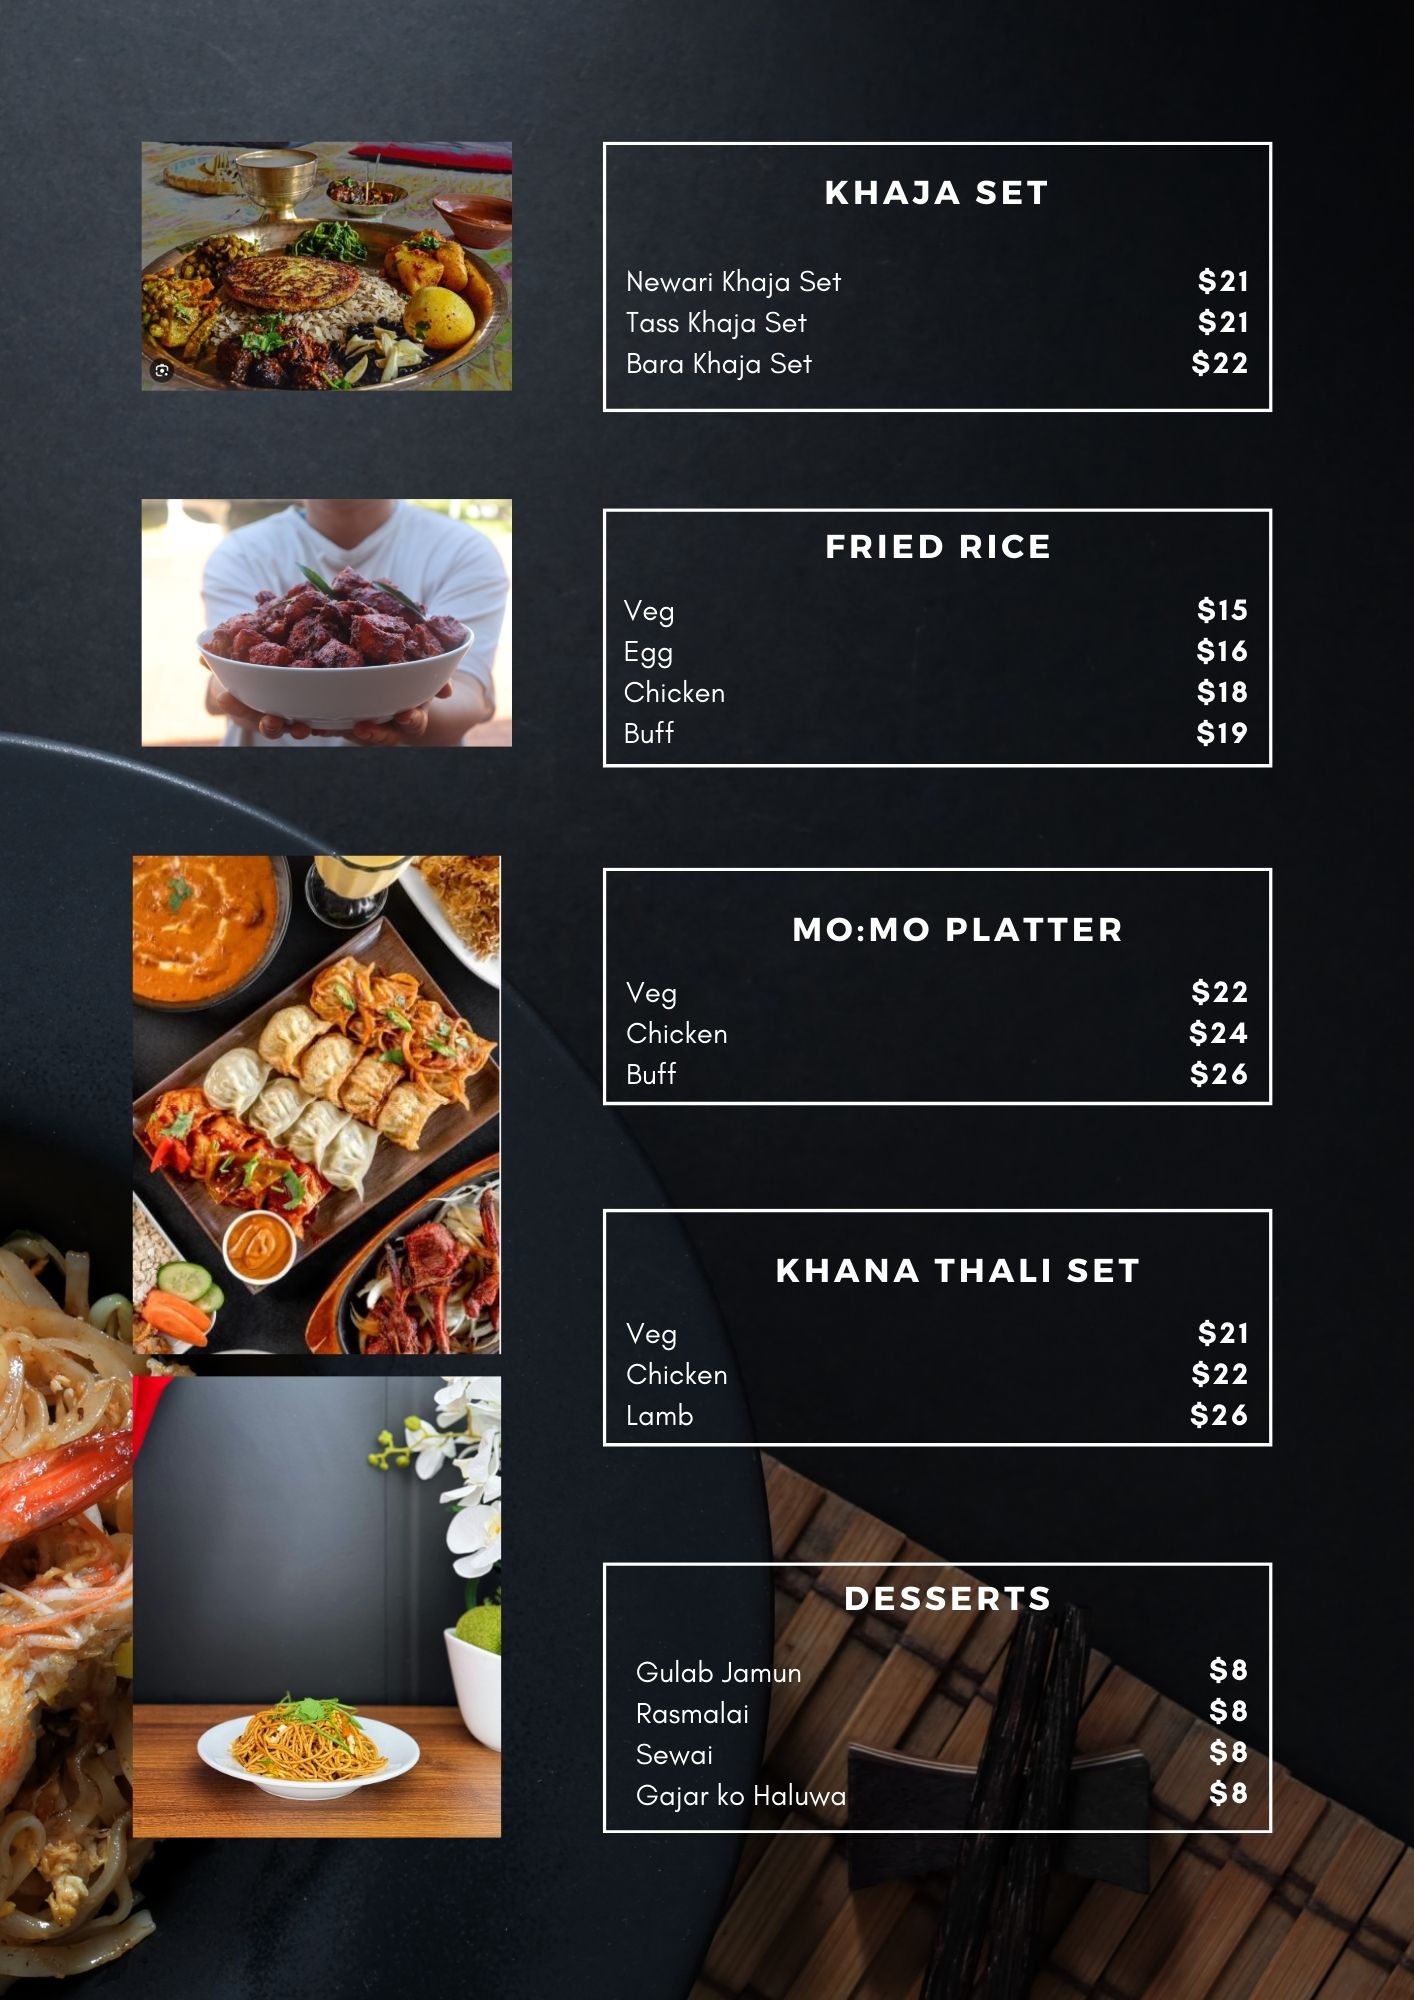 KHAJA SET
Newari Khaja Set $21
Tass Khaja Set $21
Bara Khaja Set $22
FRIED RICE
Veg $15
Egg $16
Chicken $18
Buff $19
MO:MO PLATTER
Veg $22
Chicken $24
Buff $26
KHANA THALI SET
Veg $21
Chicken $22
Lamb $26
DESSERTS
Gulab Jamun $8
Rasmalai $8
Sewai $8
Gajar ko Haluwa $8